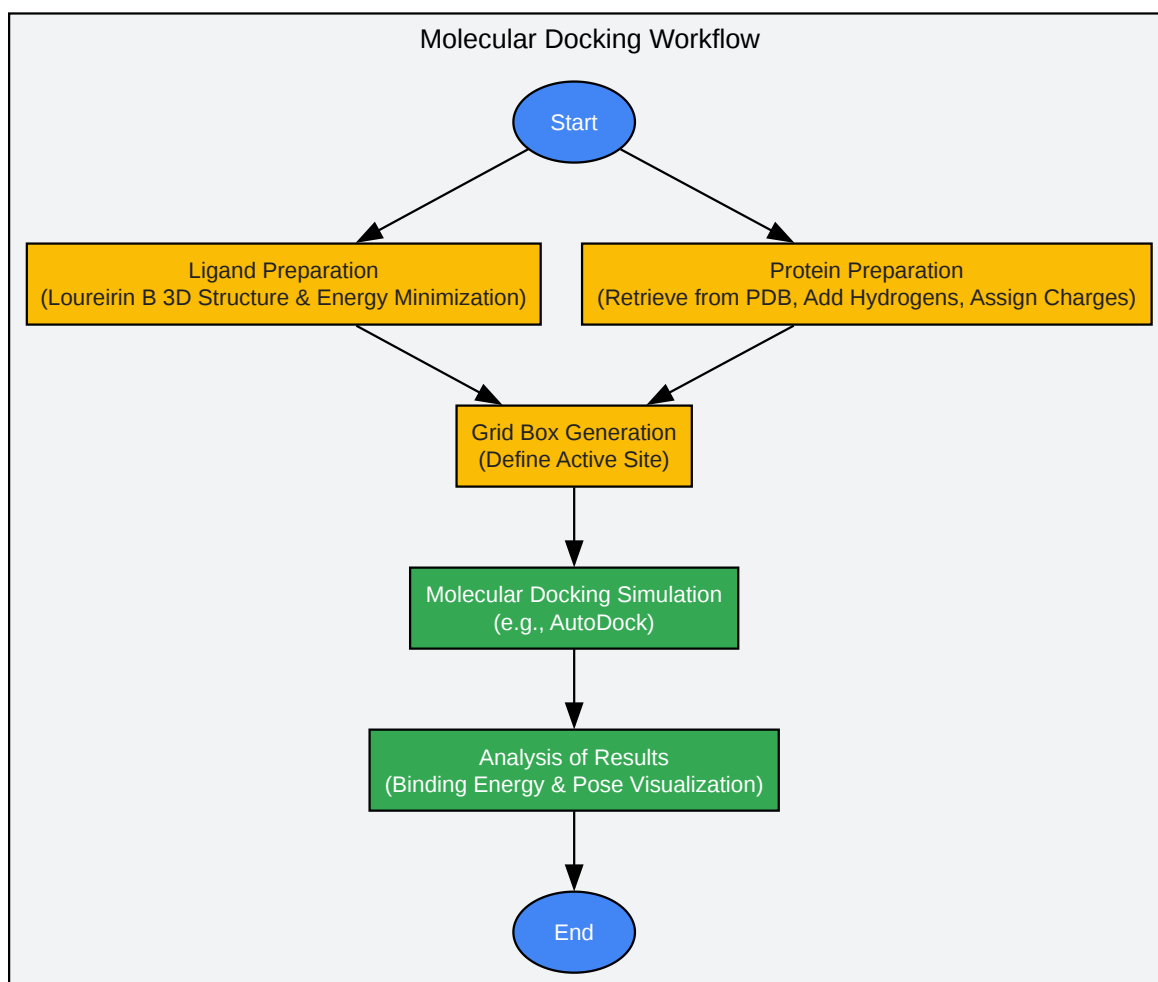 Molecular Docking Workflow
Start
Ligand Preparation
(Loureirin B 3D Structure & Energy Minimization)
Protein Preparation
(Retrieve from PDB, Add Hydrogens, Assign Charges)
Grid Box Generation
(Define Active Site)
Molecular Docking Simulation
(e.g., AutoDock)
Analysis of Results
(Binding Energy & Pose Visualization)
End